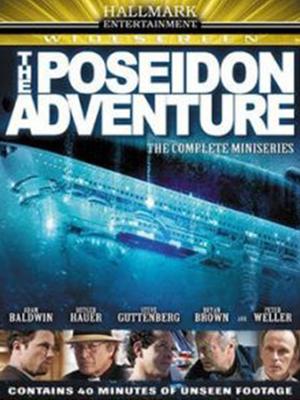 HALLMARK
ENTERTAINMENT
WIDESCREEN
THE POSEIDON
ADVENTURE
THE COMPLETE MINISERIES
ADAM BALDWIN
RUTGER HAUER
STEVE GUTTENBERG
BRYAN BROWN
AND
PETER WELLER
CONTAINS 40 MINUTES OF UNSEEN FOOTAGE